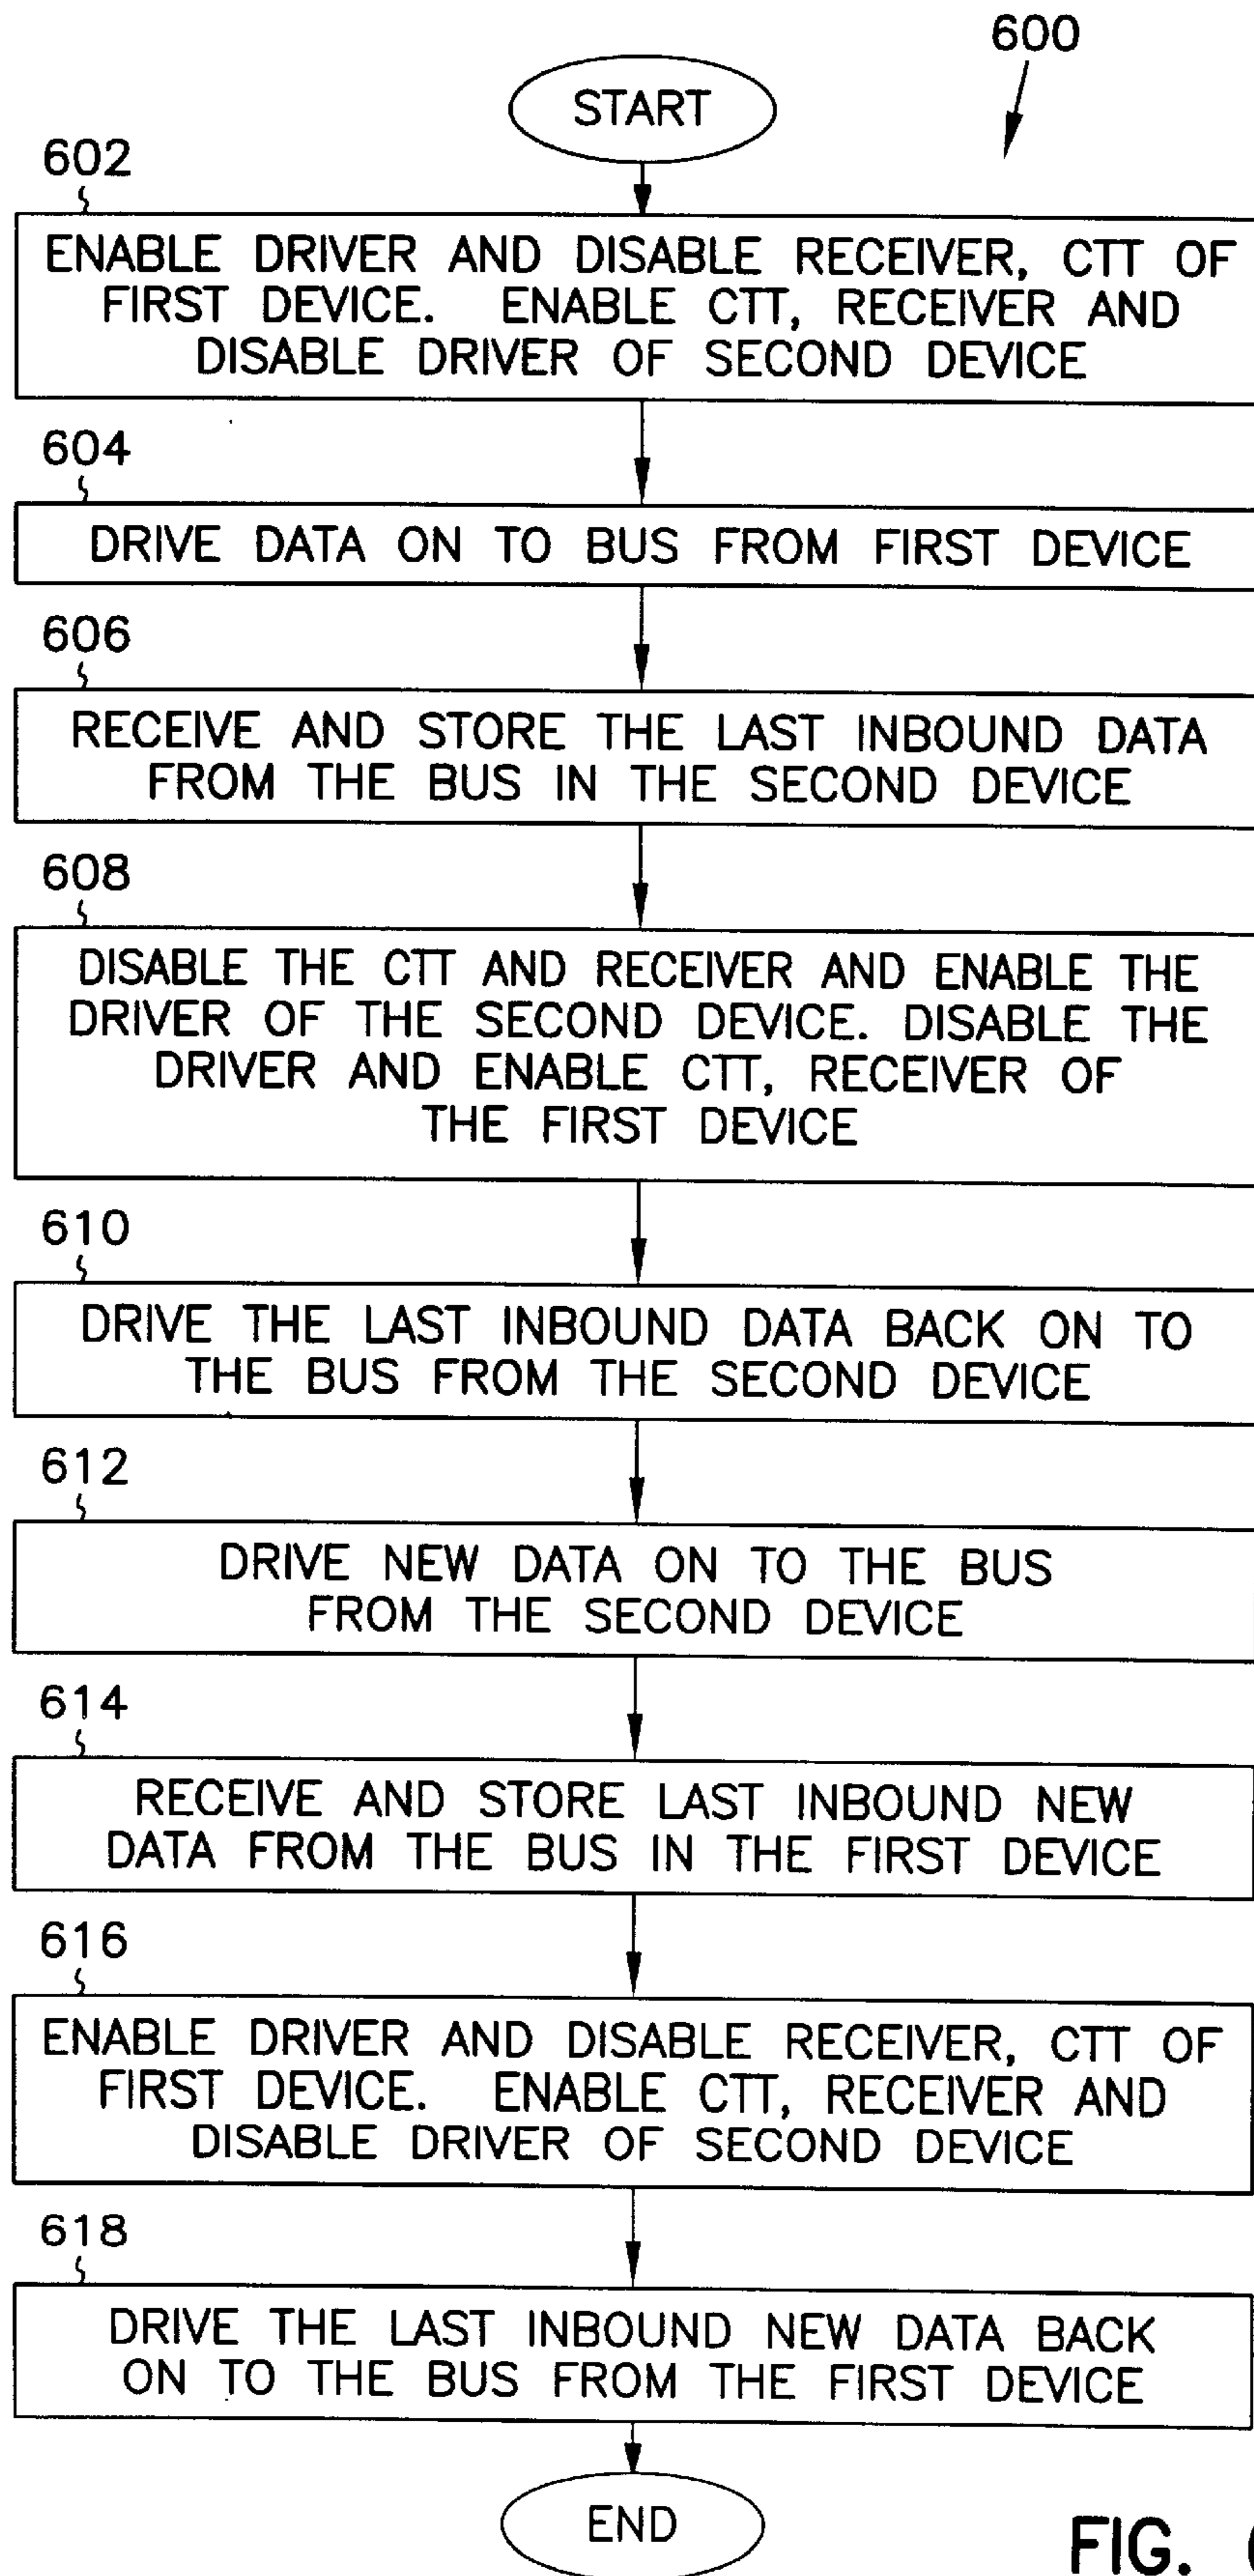 600
START
602
ENABLE DRIVER AND DISABLE RECEIVER, CTT OF
FIRST DEVICE. ENABLE CTT, RECEIVER AND
DISABLE DRIVER OF SECOND DEVICE
604
DRIVE DATA ON TO BUS FROM FIRST DEVICE
606
RECEIVE AND STORE THE LAST INBOUND DATA
FROM THE BUS IN THE SECOND DEVICE
608
DISABLE THE CTT AND RECEIVER AND ENABLE THE
DRIVER OF THE SECOND DEVICE. DISABLE THE
DRIVER AND ENABLE CTT, RECEIVER OF
THE FIRST DEVICE
610
DRIVE THE LAST INBOUND DATA BACK ON TO
THE BUS FROM THE SECOND DEVICE
612
DRIVE NEW DATA ON TO THE BUS
FROM THE SECOND DEVICE
614
RECEIVE AND STORE LAST INBOUND NEW
DATA FROM THE BUS IN THE FIRST DEVICE
616
ENABLE DRIVER AND DISABLE RECEIVER, CTT OF
FIRST DEVICE. ENABLE CTT, RECEIVER AND
DISABLE DRIVER OF SECOND DEVICE
618
DRIVE THE LAST INBOUND NEW DATA BACK
ON TO THE BUS FROM THE FIRST DEVICE
END
FIG.